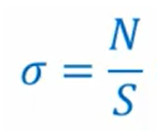 σ = N/S